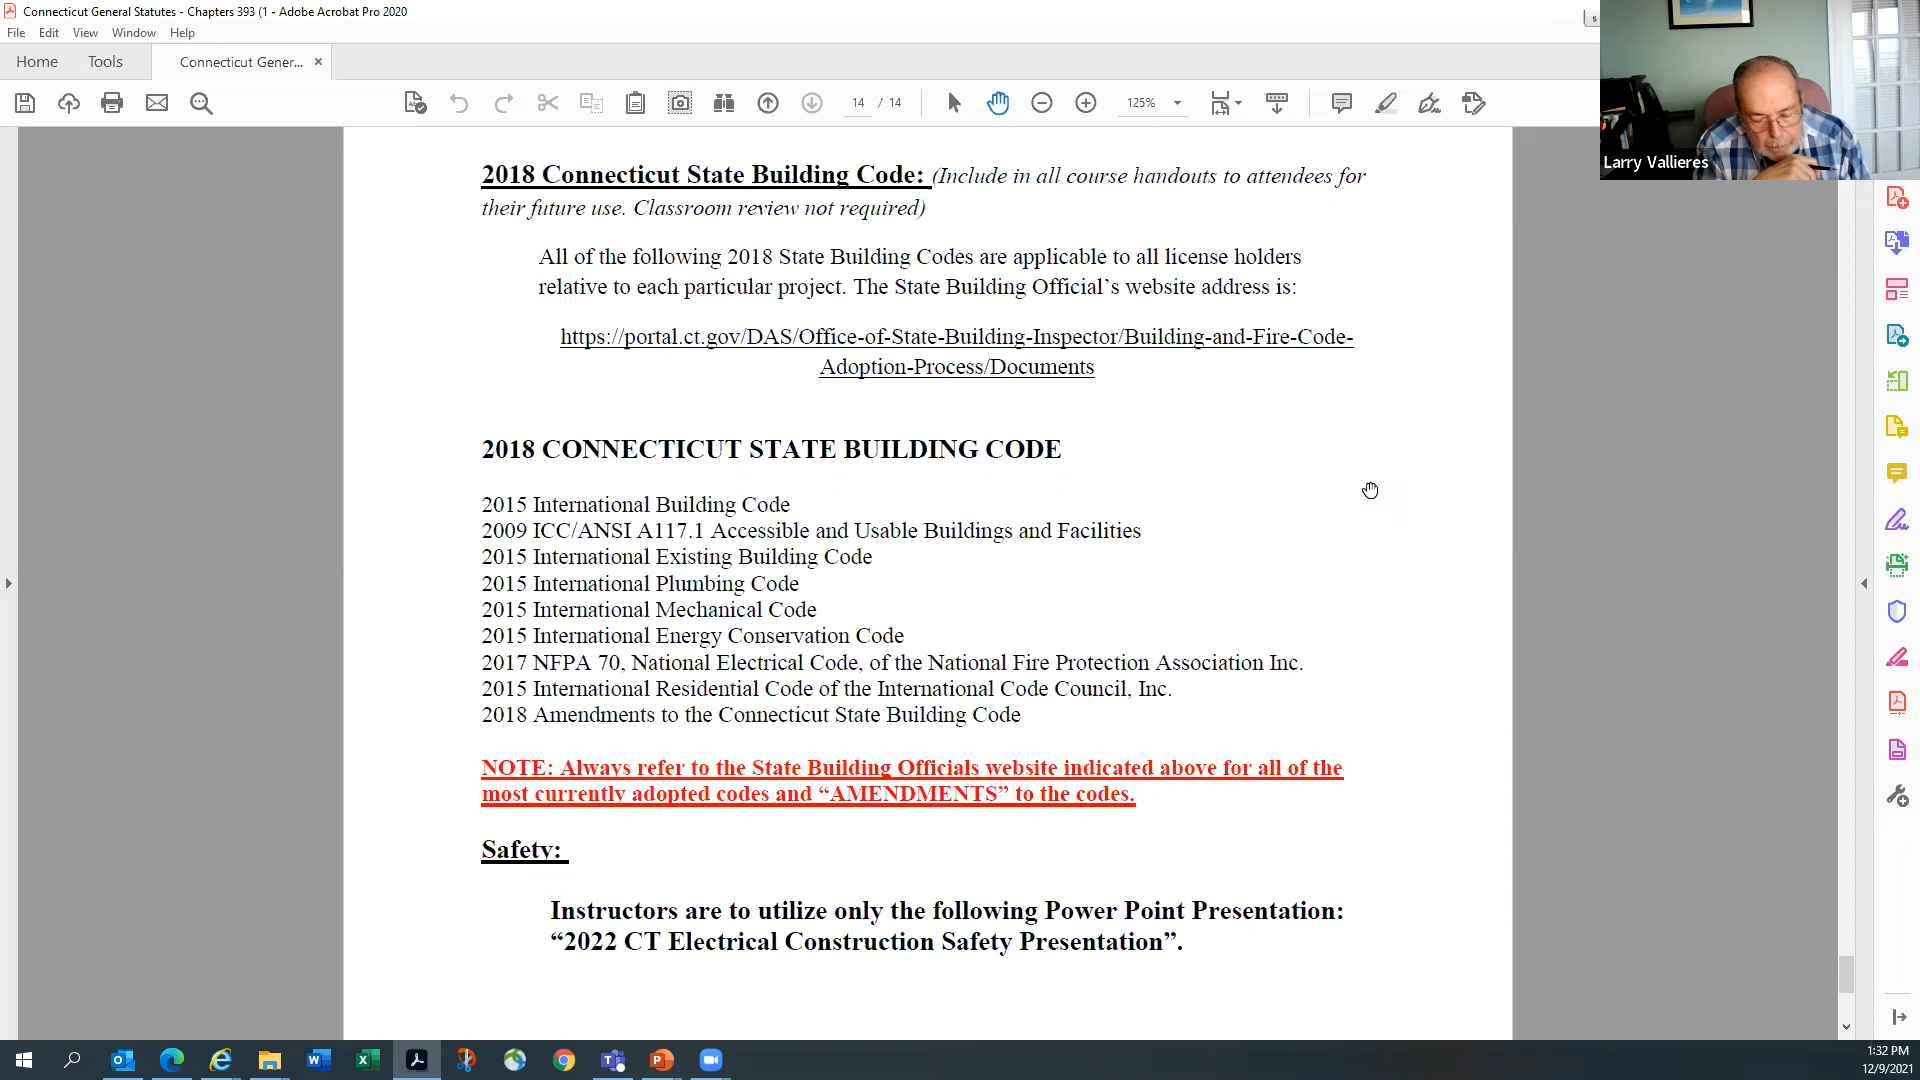 Connecticut General Statutes - Chapters 393 (1 - Adobe Acrobat Pro 2020
File Edit View Window Help
Home Tools Connecticut Gener... ×
14 / 14 125%
Larry Vallieres
2018 Connecticut State Building Code: (Include in all course handouts to attendees for
their future use. Classroom review not required)
All of the following 2018 State Building Codes are applicable to all license holders
relative to each particular project. The State Building Official’s website address is:
https://portal.ct.gov/DAS/Office-of-State-Building-Inspector/Building-and-Fire-Code-
Adoption-Process/Documents
2018 CONNECTICUT STATE BUILDING CODE
2015 International Building Code
2009 ICC/ANSI A117.1 Accessible and Usable Buildings and Facilities
2015 International Existing Building Code
2015 International Plumbing Code
2015 International Mechanical Code
2015 International Energy Conservation Code
2017 NFPA 70, National Electrical Code, of the National Fire Protection Association Inc.
2015 International Residential Code of the International Code Council, Inc.
2018 Amendments to the Connecticut State Building Code
NOTE: Always refer to the State Building Officials website indicated above for all of the
most currently adopted codes and “AMENDMENTS” to the codes.
Safety:
Instructors are to utilize only the following Power Point Presentation:
“2022 CT Electrical Construction Safety Presentation”.
1:32 PM
12/9/2021